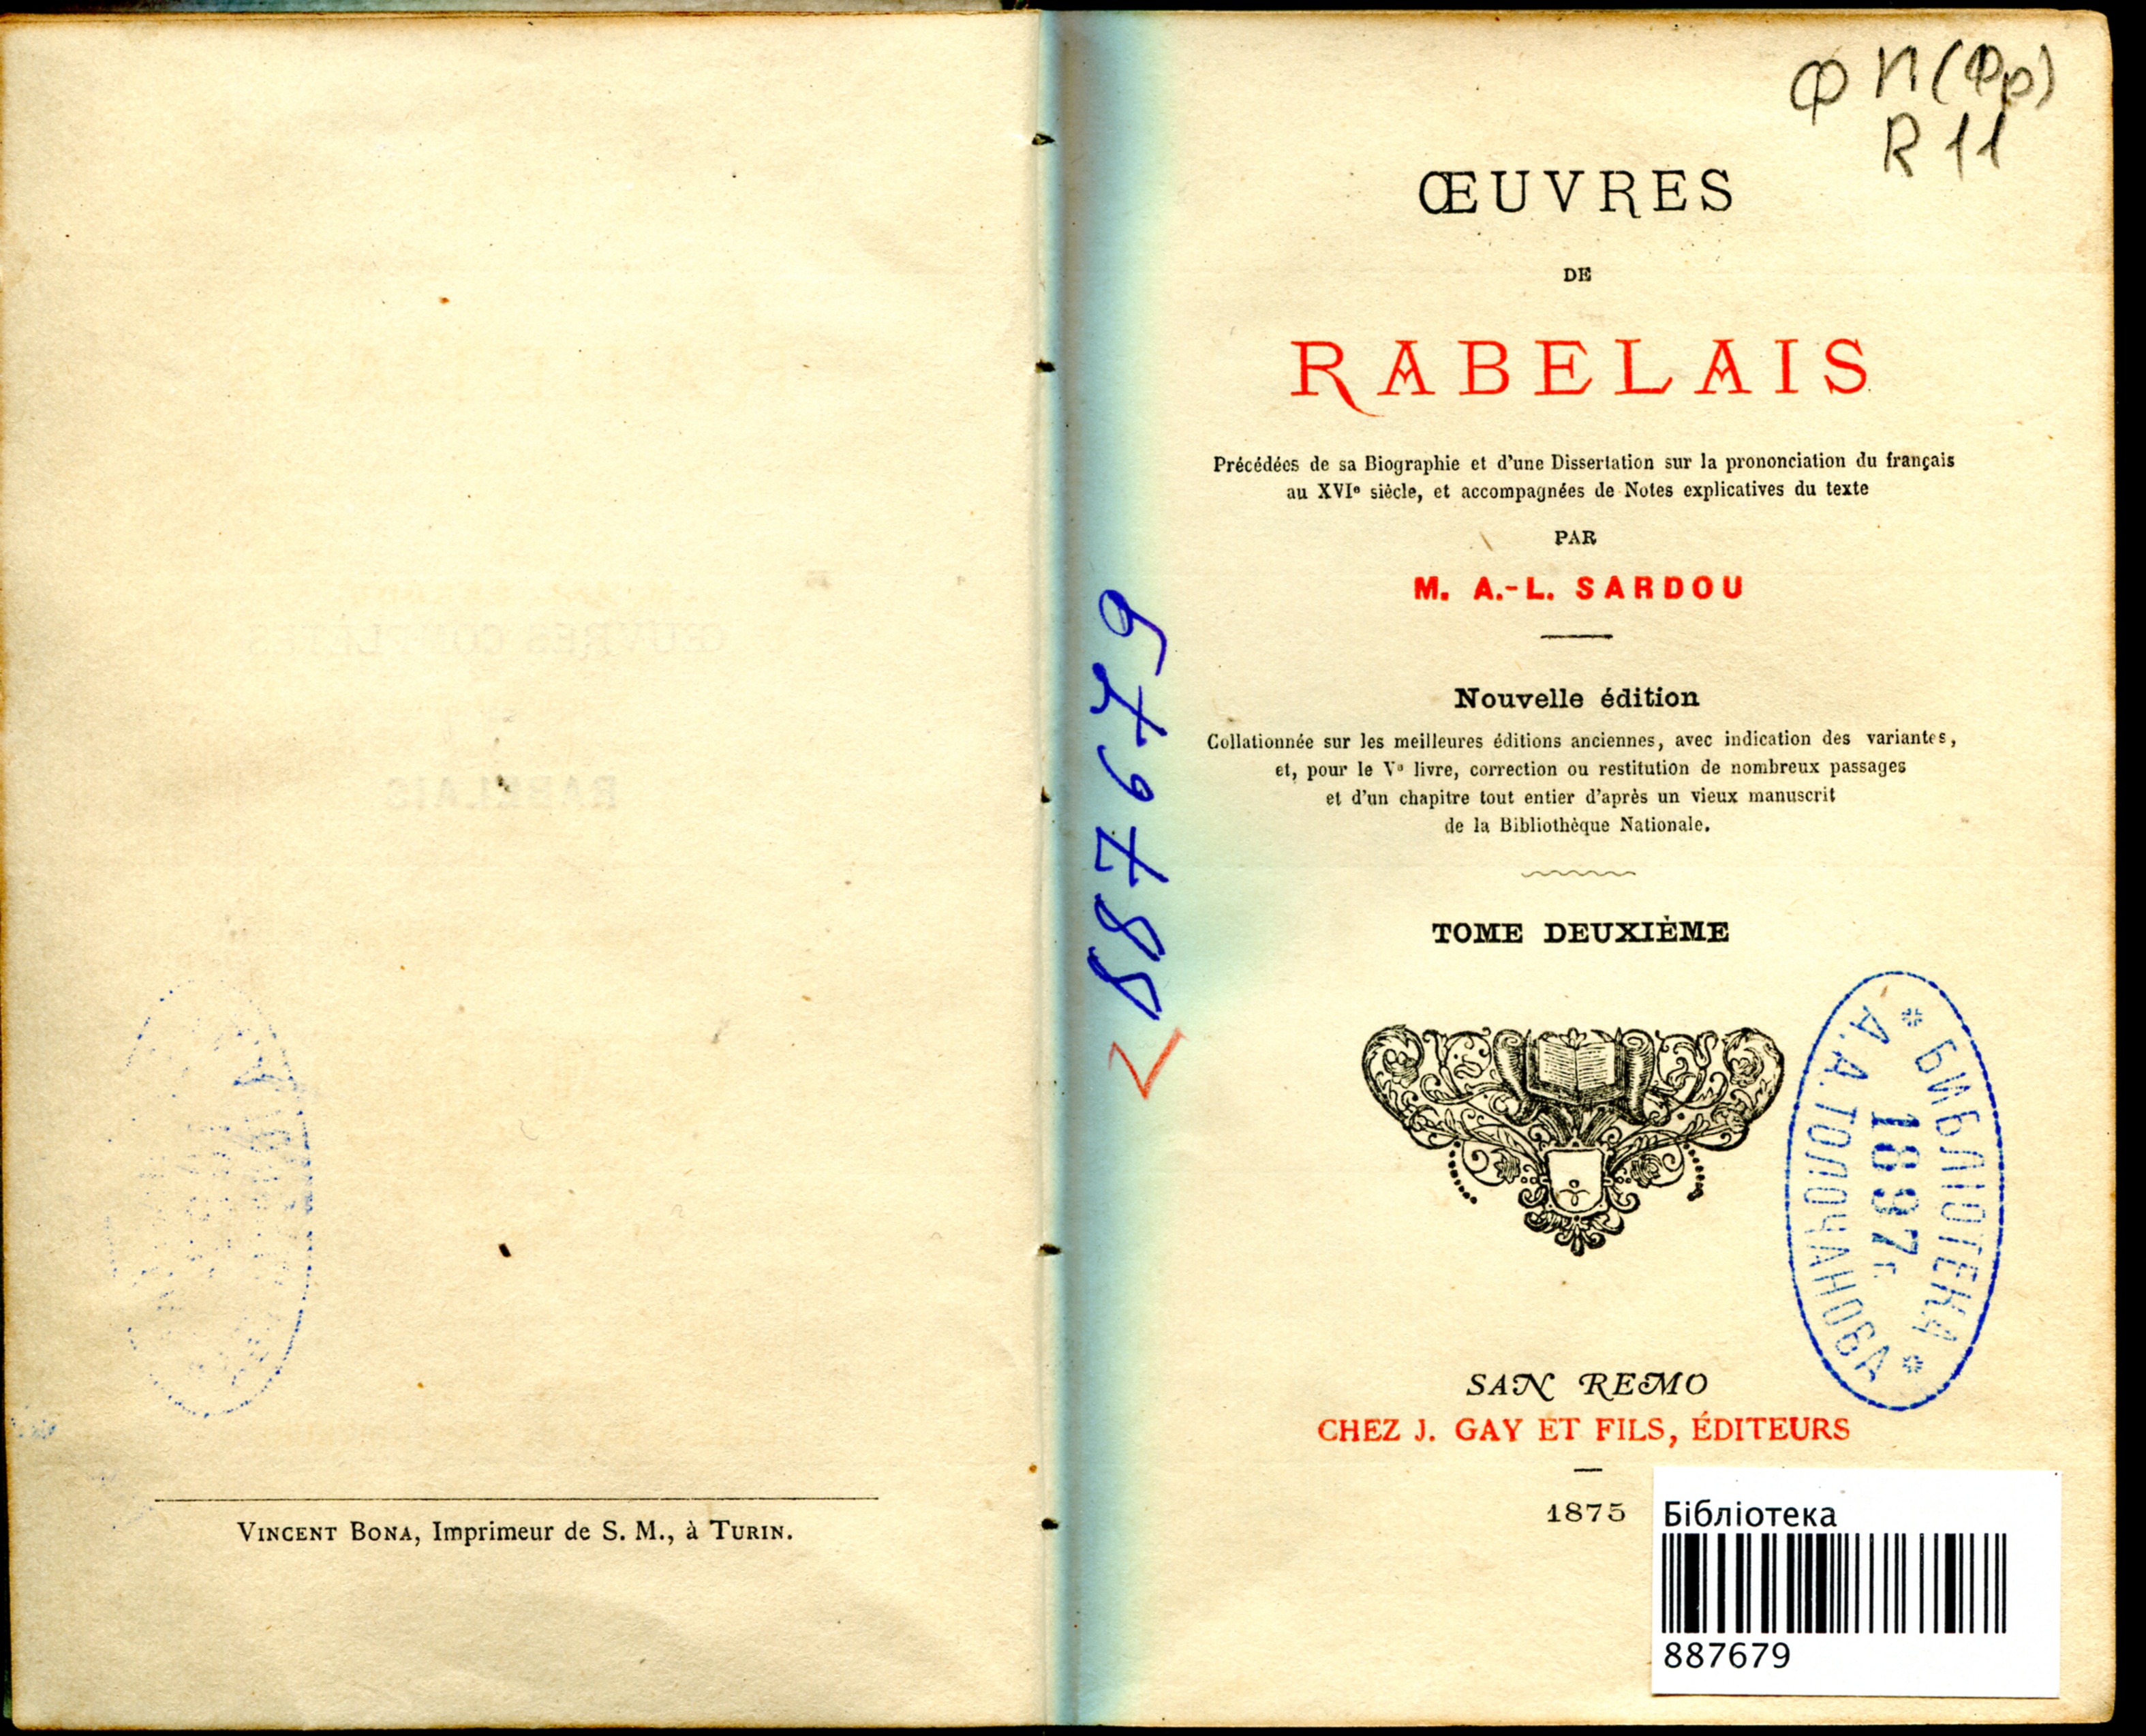 VINCENT BONA, Imprimeur de S. M., à TURIN.
887679
Ф П(Фр)
R 11
ŒUVRES
DE
RABELAIS
Précédées de sa Biographie et d'une Dissertation sur la prononciation du français
au XVIe siècle, et accompagnées de Notes explicatives du texte
PAR
M. A.-L. SARDOU
Nouvelle édition
Collationnée sur les meilleures éditions anciennes, avec indication des variantes,
et, pour le Ve livre, correction ou restitution de nombreux passages
et d'un chapitre tout entier d'après un vieux manuscrit
de la Bibliothèque Nationale.
TOME DEUXIÈME
* БИБЛІОТЕКА *
1897 г.
А. А. ТОЛОЧАНОВА
SAN REMO
CHEZ J. GAY ET FILS, ÉDITEURS
1875
Бібліотека
887679